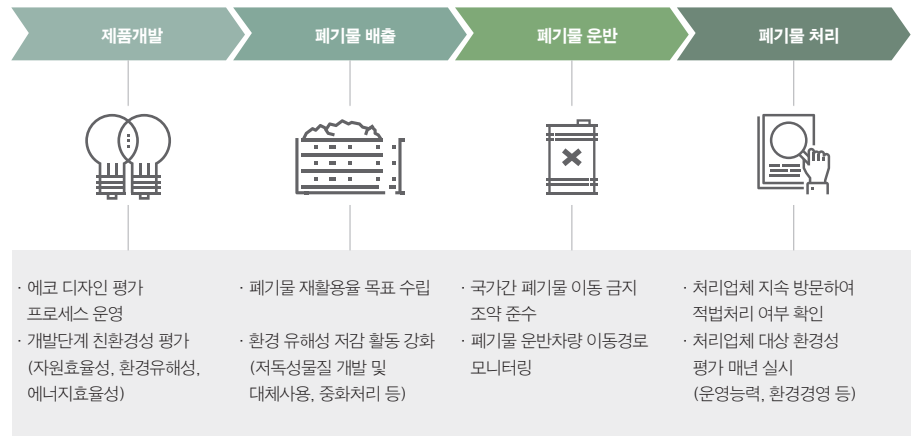 제품개발
폐기물 배출
폐기물 운반
폐기물 처리
· 에코 디자인 평가
프로세스 운영
· 개발단계 친환경성 평가
(자원효율성, 환경유해성,
에너지효율성)
· 폐기물 재활용율 목표 수립
· 환경 유해성 저감 활동 강화
(저독성물질 개발 및
대체사용, 중화처리 등)
· 국가간 폐기물 이동 금지
조약 준수
· 폐기물 운반차량 이동경로
모니터링
· 처리업체 지속 방문하여
적법처리 여부 확인
· 처리업체 대상 환경성
평가 매년 실시
(운영능력, 환경경영 등)